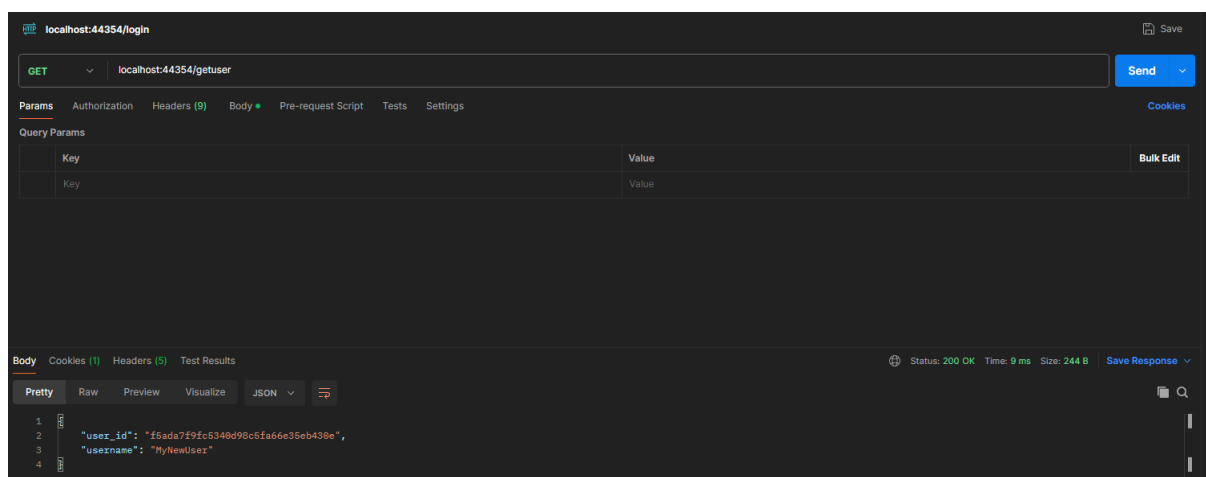 HTTP localhost:44354/login Save
GET localhost:44354/getuser Send
Params Authorization Headers (9) Body Pre-request Script Tests Settings Cookies
Query Params
Key Value Bulk Edit
Key Value
Body Cookies (1) Headers (5) Test Results Status: 200 OK Time: 9 ms Size: 244 B Save Response
Pretty Raw Preview Visualize JSON
1 {
2 "user_id": "f5ada7f9fc5340d98c5fa66e35eb430e",
3 "username": "MyNewUser"
4 }